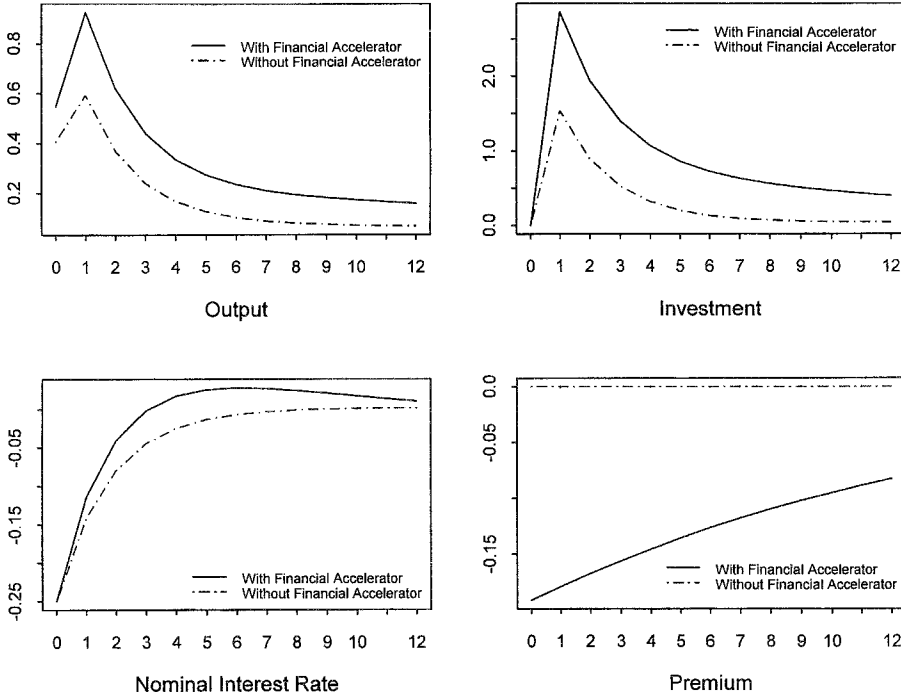 0.8
0.6
0.4
0.2
With Financial Accelerator
Without Financial Accelerator
0 1 2 3 4 5 6 7 8 9 10 12
Output
2.0
1.0
0.0
With Financial Accelerator
Without Financial Accelerator
0 1 2 3 4 5 6 7 8 9 10 12
Investment
-0.05
-0.15
-0.25
With Financial Accelerator
Without Financial Accelerator
0 1 2 3 4 5 6 7 8 9 10 12
Nominal Interest Rate
0.0
-0.05
-0.15
With Financial Accelerator
Without Financial Accelerator
0 1 2 3 4 5 6 7 8 9 10 12
Premium